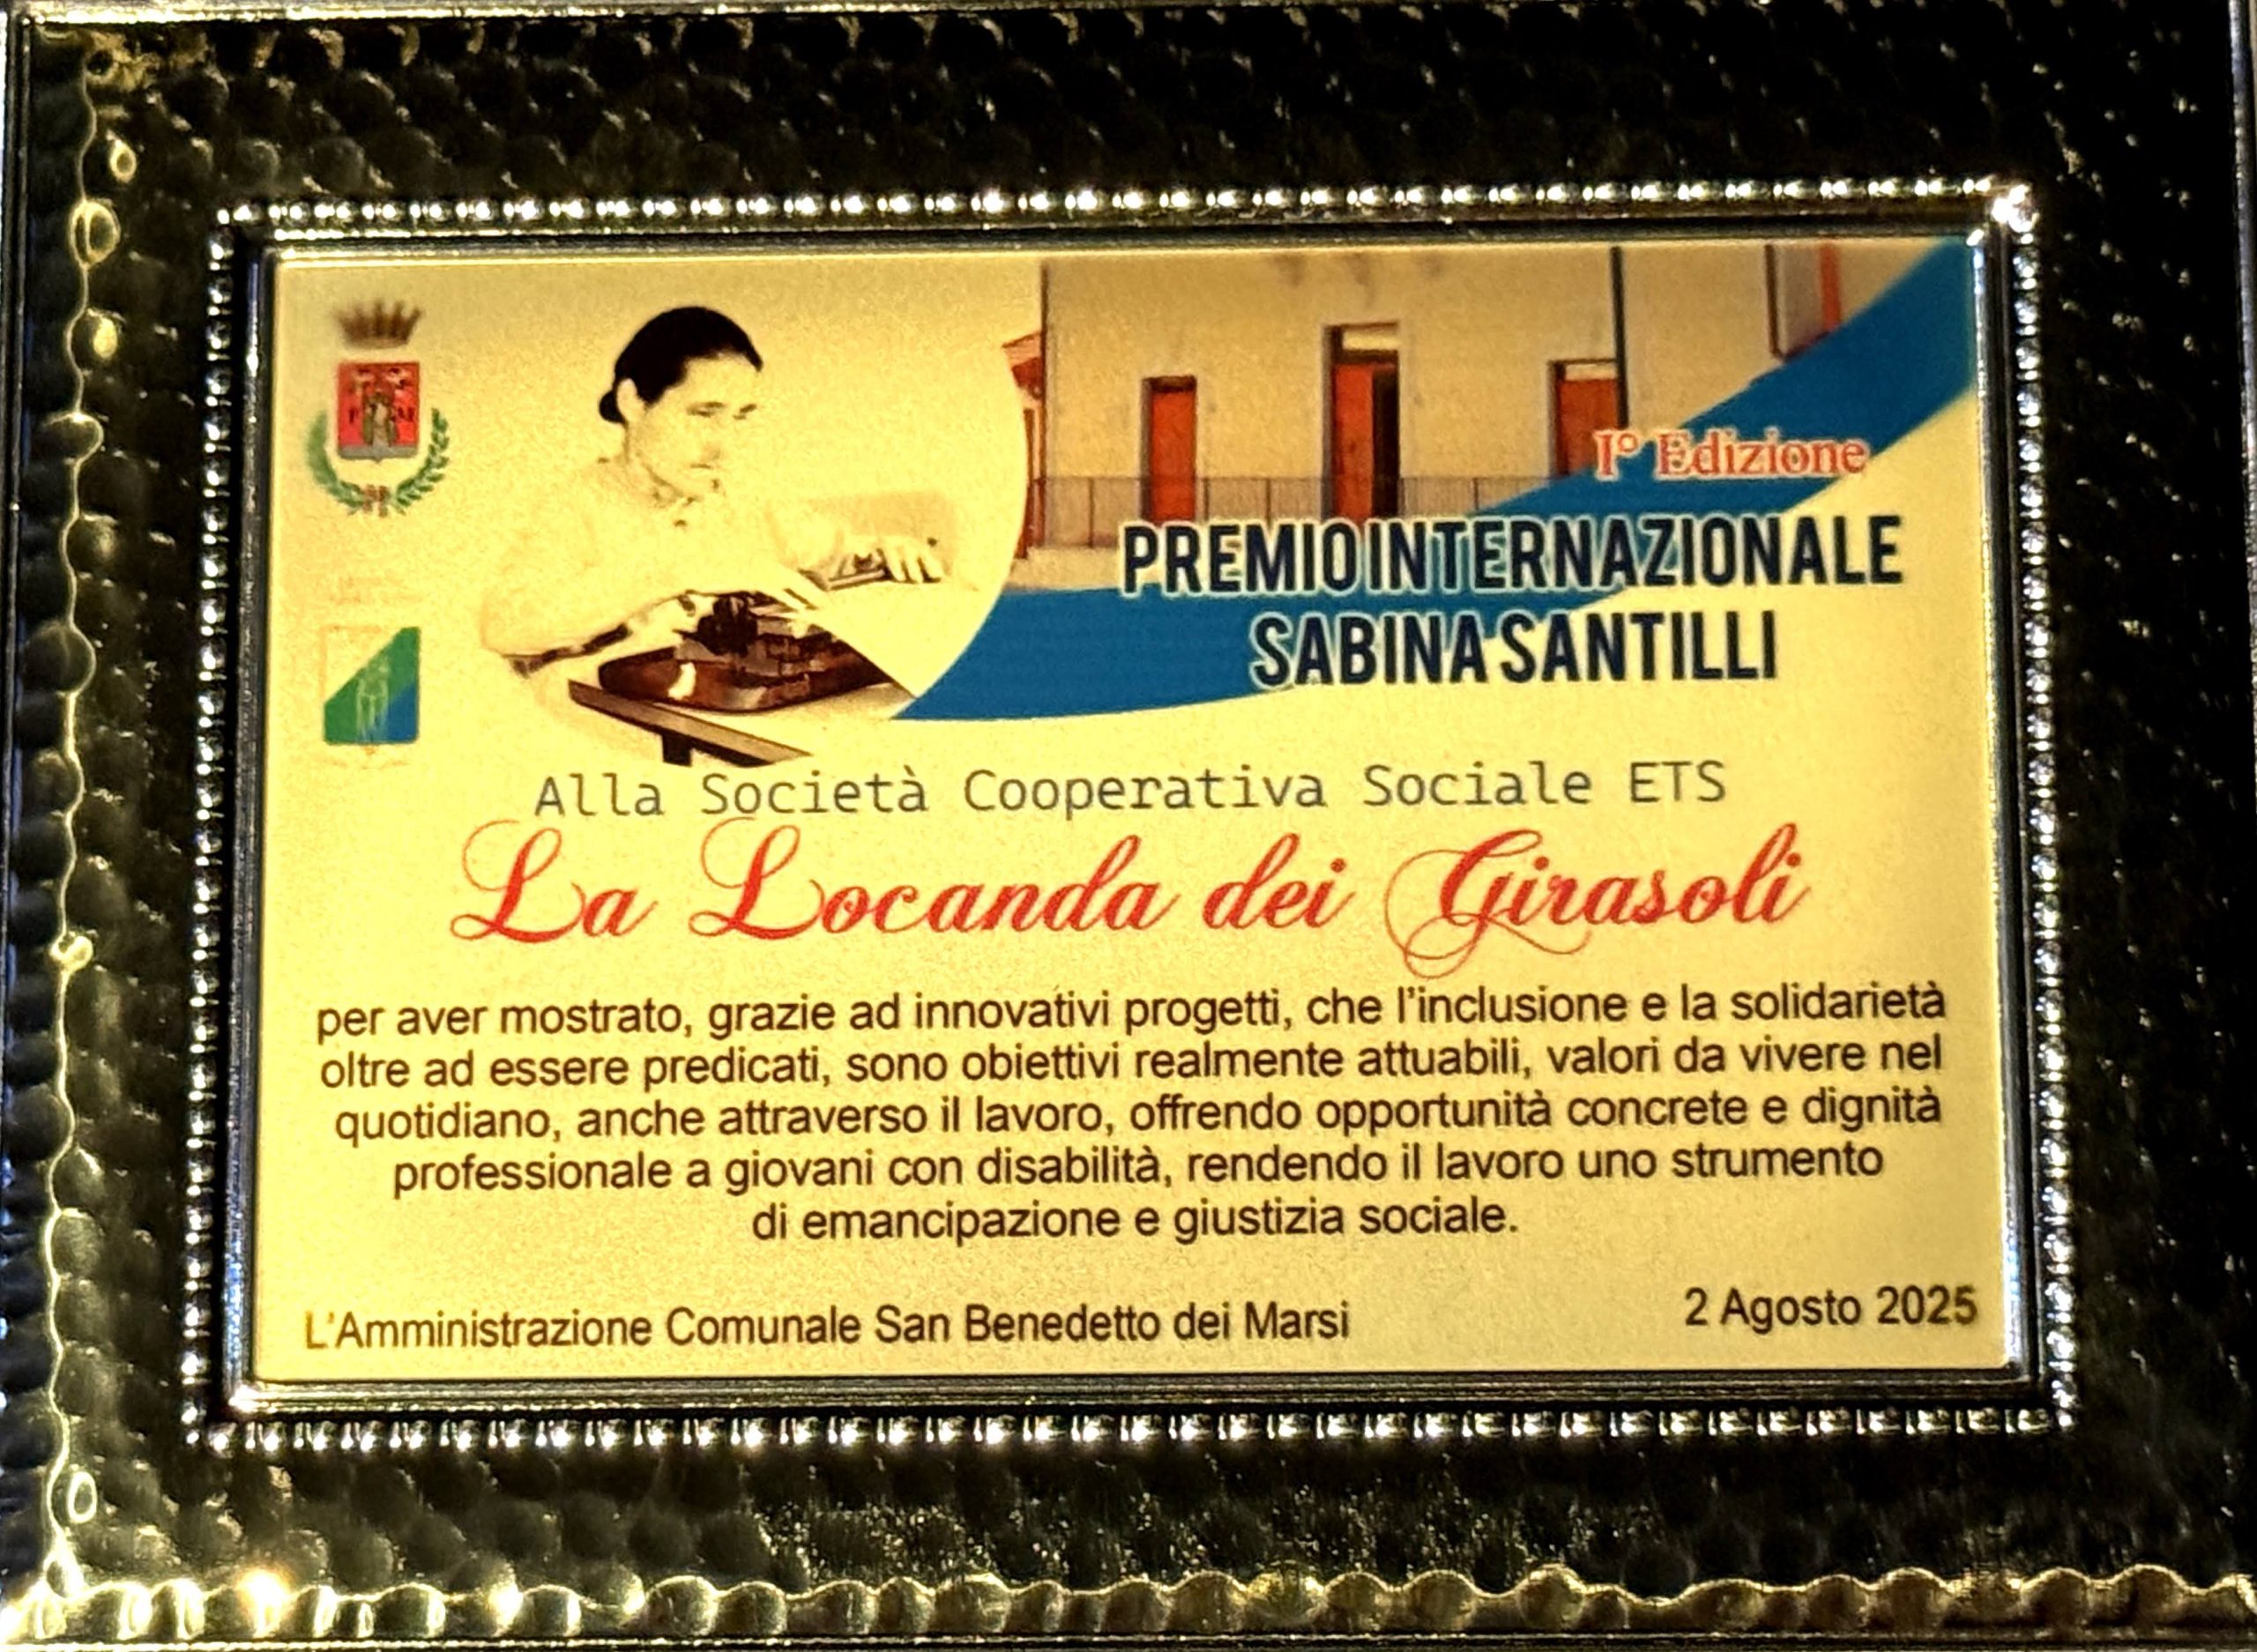 I° Edizione
PREMIO INTERNAZIONALE
SABINA SANTILLI
Alla Società Cooperativa Sociale ETS
La Locanda dei Girasoli
per aver mostrato, grazie ad innovativi progetti, che l'inclusione e la solidarietà
oltre ad essere predicati, sono obiettivi realmente attuabili, valori da vivere nel
quotidiano, anche attraverso il lavoro, offrendo opportunità concrete e dignità
professionale a giovani con disabilità, rendendo il lavoro uno strumento
di emancipazione e giustizia sociale.
L'Amministrazione Comunale San Benedetto dei Marsi
2 Agosto 2025